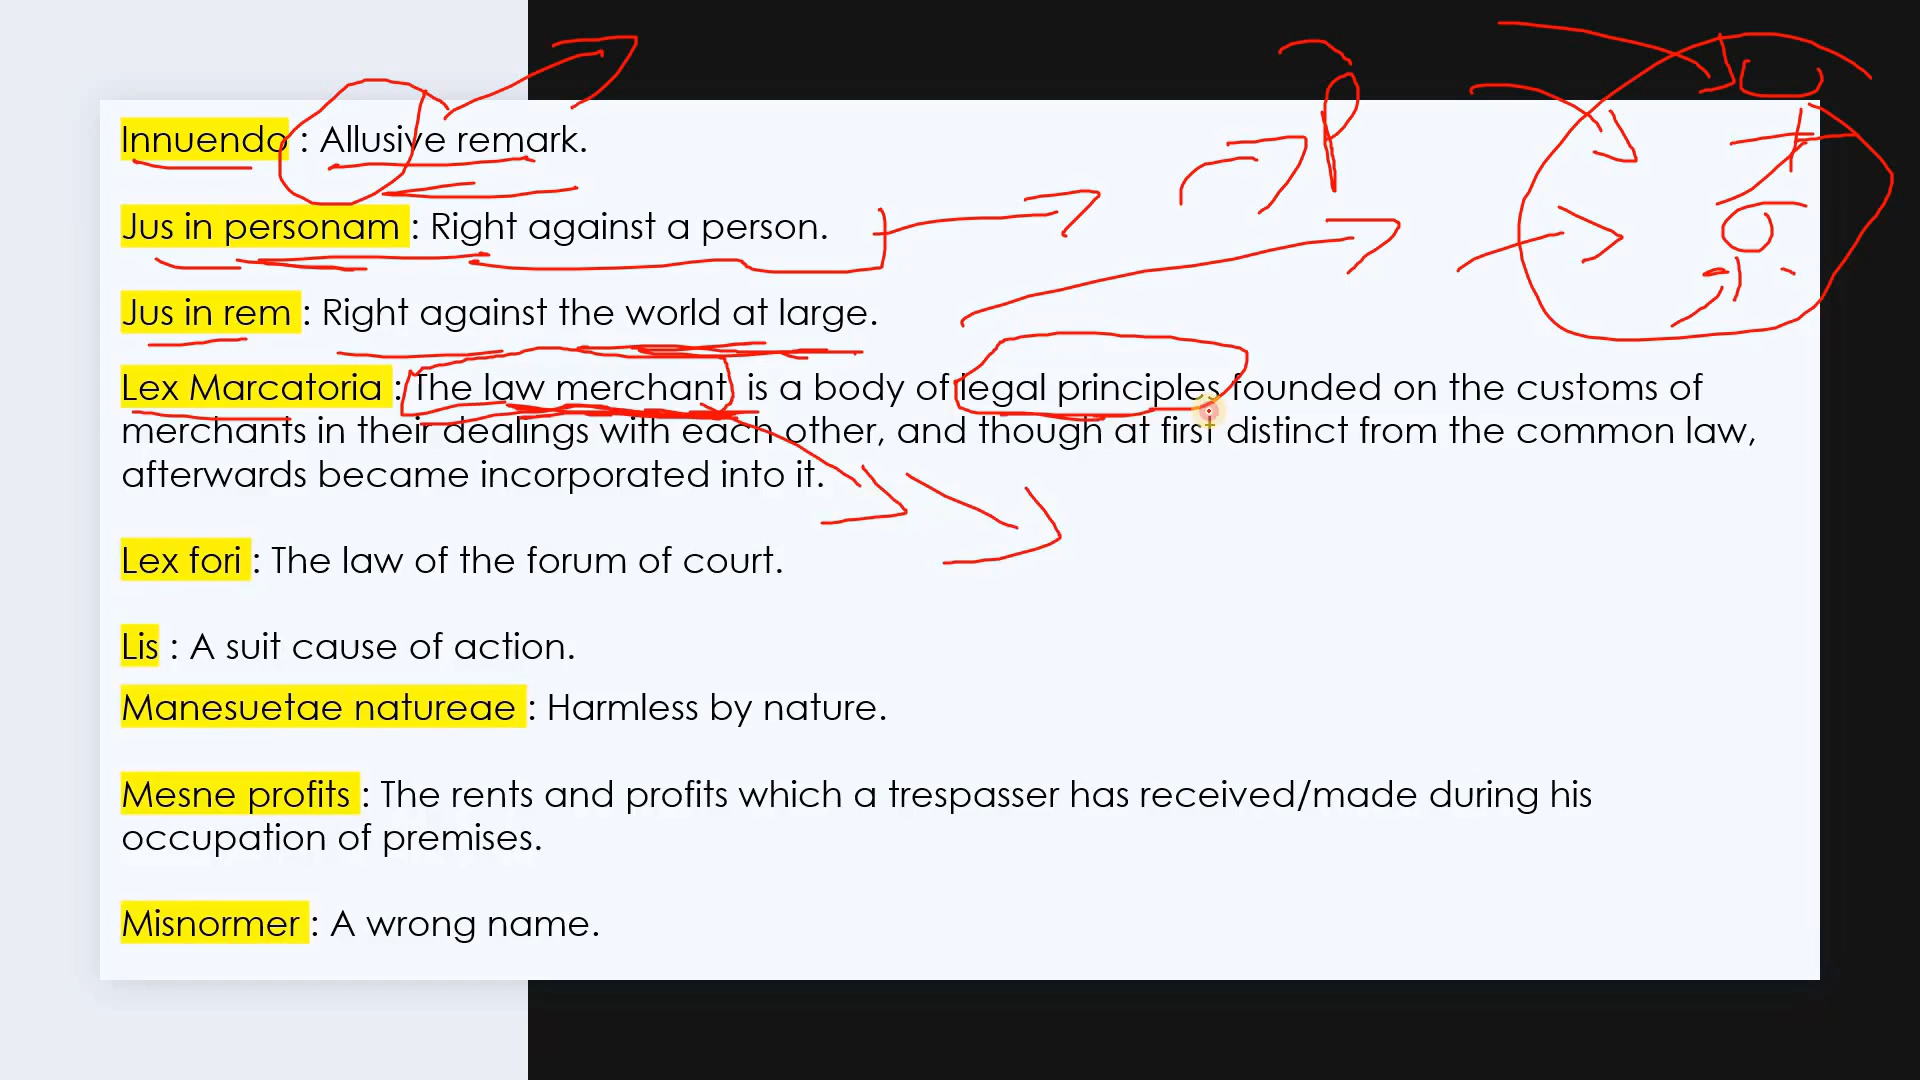 Innuendo : Allusive remark.
Jus in personam : Right against a person.
Jus in rem : Right against the world at large.
Lex Marcatoria : The law merchant is a body of legal principles founded on the customs of
merchants in their dealings with each other, and though at first distinct from the common law,
afterwards became incorporated into it.
Lex fori : The law of the forum of court.
Lis : A suit cause of action.
Manesuetae natureae : Harmless by nature.
Mesne profits : The rents and profits which a trespasser has received/made during his
occupation of premises.
Misnormer : A wrong name.